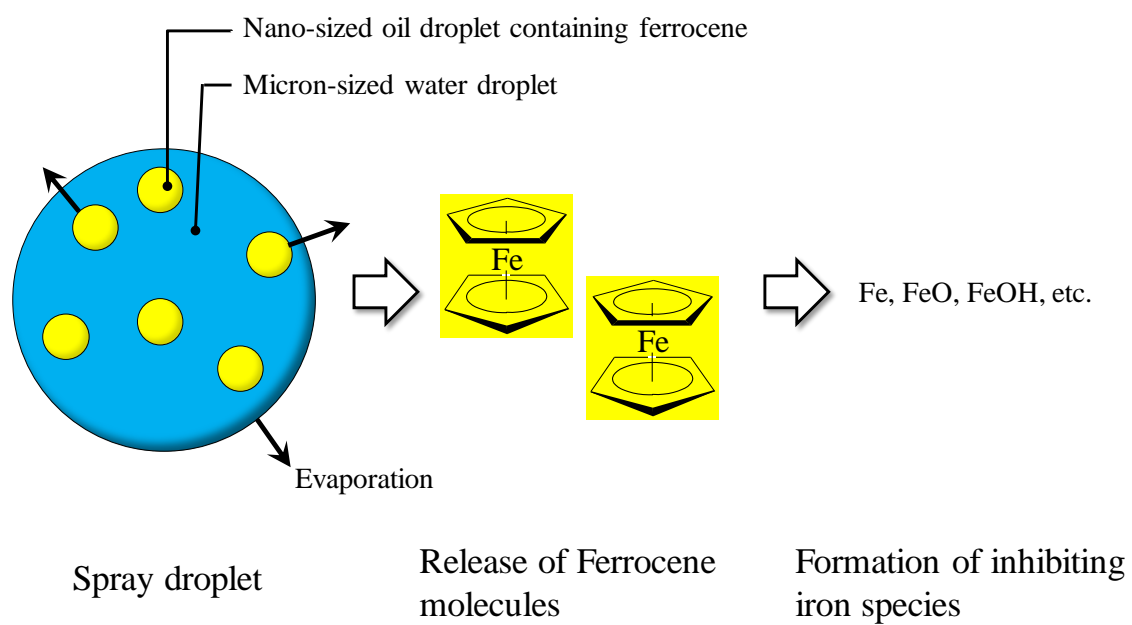 Nano-sized oil droplet containing ferrocene
Micron-sized water droplet
Fe
Fe
Fe, FeO, FeOH, etc.
Evaporation
Spray droplet
Release of Ferrocene
molecules
Formation of inhibiting
iron species